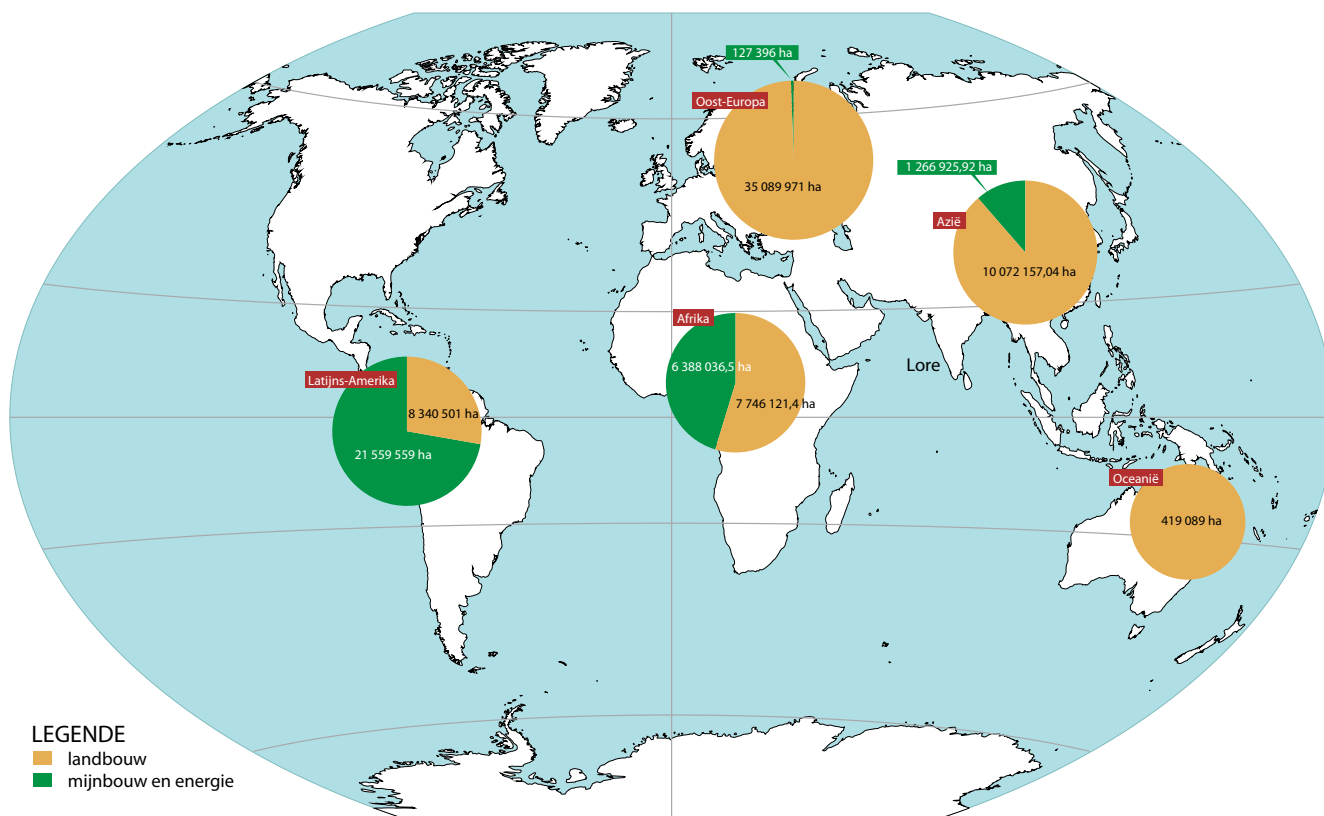 127 396 ha
Oost-Europa
35 089 971 ha
1 266 925,92 ha
Azië
10 072 157,04 ha
Afrika
6 388 036,5 ha
7 746 121,4 ha
Lore
Latijns-Amerika
8 340 501 ha
21 559 559 ha
Oceanië
419 089 ha
LEGENDE
landbouw
mijnbouw en energie